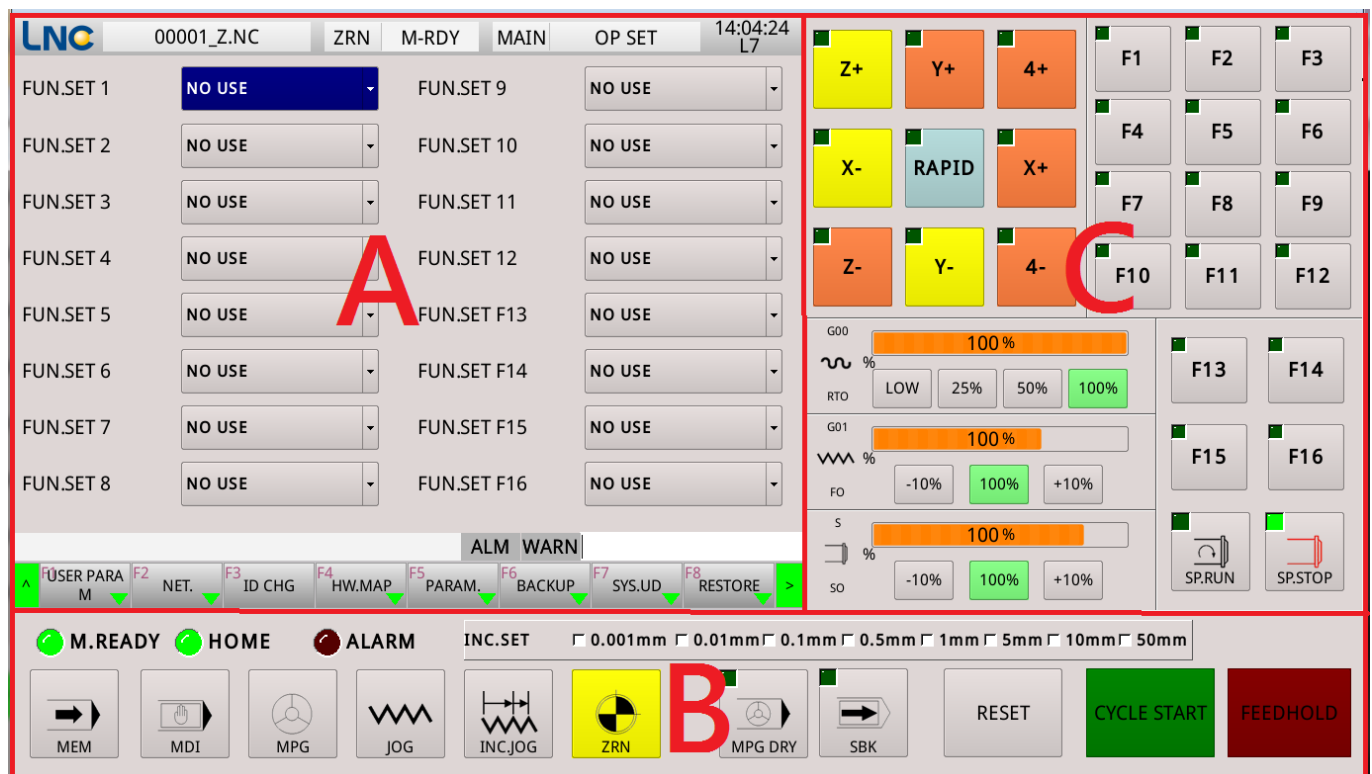 LNC 00001_Z.NC ZRN M-RDY MAIN OP SET 14:04:24
L7
FUN.SET 1 NO USE FUN.SET 9 NO USE
FUN.SET 2 NO USE FUN.SET 10 NO USE
FUN.SET 3 NO USE FUN.SET 11 NO USE
FUN.SET 4 NO USE FUN.SET 12 NO USE
FUN.SET 5 NO USE FUN.SET F13 NO USE
FUN.SET 6 NO USE FUN.SET F14 NO USE
FUN.SET 7 NO USE FUN.SET F15 NO USE
FUN.SET 8 NO USE FUN.SET F16 NO USE
A
ALM WARN
^ F1 USER PARA
M
F2 NET. F3 ID CHG F4 HW.MAP F5 PARAM. F6 BACKUP F7 SYS.UD F8 RESTORE >
Z+ Y+ 4+
X- RAPID X+
Z- Y- 4-
F1 F2 F3
F4 F5 F6
F7 F8 F9
F10 F11 F12
C
G00 100 %
%
RTO LOW 25% 50% 100%
G01 100 %
%
FO -10% 100% +10%
S 100 %
%
SO -10% 100% +10%
F13 F14
F15 F16
SP.RUN SP.STOP
M.READY HOME ALARM INC.SET 0.001mm 0.01mm 0.1mm 0.5mm 1mm 5mm 10mm 50mm
B
MEM MDI MPG JOG INC.JOG ZRN MPG DRY SBK RESET CYCLE START FEEDHOLD